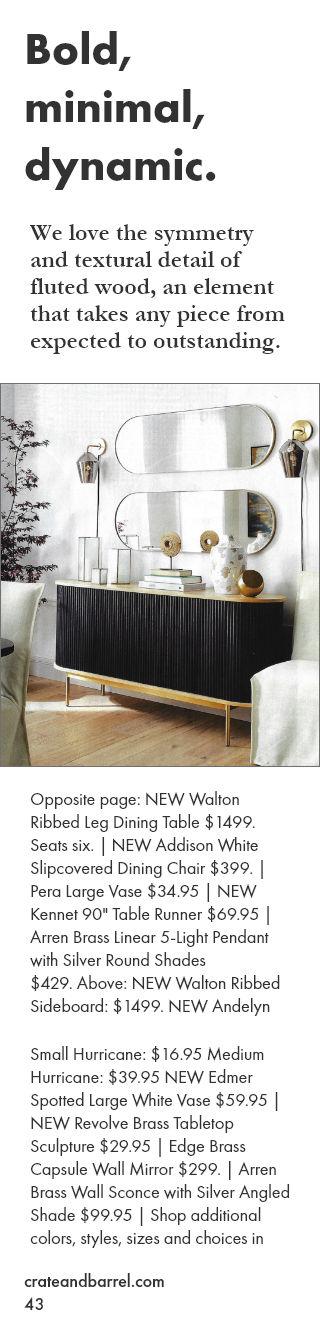 Bold,
minimal,
dynamic.
We love the symmetry
and textural detail of
fluted wood, an element
that takes any piece from
expected to outstanding.
Opposite page: NEW Walton
Ribbed Leg Dining Table $1499.
Seats six. | NEW Addison White
Slipcovered Dining Chair $399. |
Pera Large Vase $34.95 | NEW
Kennet 90" Table Runner $69.95 |
Arren Brass Linear 5-Light Pendant
with Silver Round Shades
$429. Above: NEW Walton Ribbed
Sideboard: $1499. NEW Andelyn
Small Hurricane: $16.95 Medium
Hurricane: $39.95 NEW Edmer
Spotted Large White Vase $59.95 |
NEW Revolve Brass Tabletop
Sculpture $29.95 | Edge Brass
Capsule Wall Mirror $299. | Arren
Brass Wall Sconce with Silver Angled
Shade $99.95 | Shop additional
colors, styles, sizes and choices in
crateandbarrel.com
43